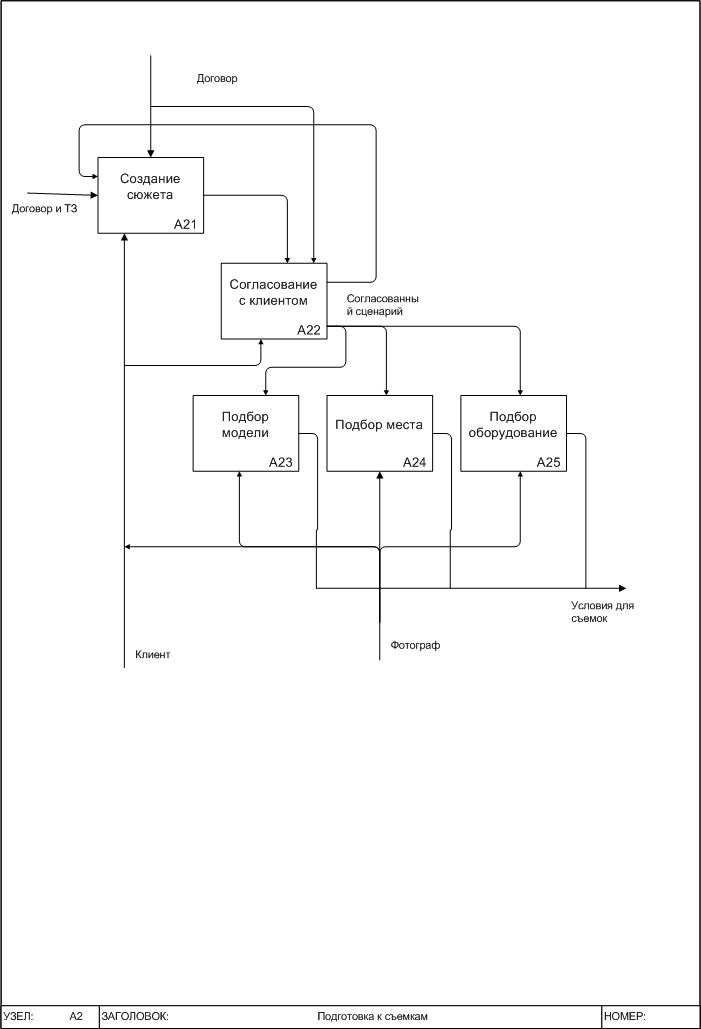 Договор
Создание
сюжета
A21
Договор и ТЗ
Согласование
с клиентом
A22
Согласованны
й сценарий
Подбор
модели
A23
Подбор места
A24
Подбор
оборудование
A25
Условия для
съемок
Фотограф
Клиент
УЗЕЛ: A2 ЗАГОЛОВОК: Подготовка к съемкам НОМЕР: